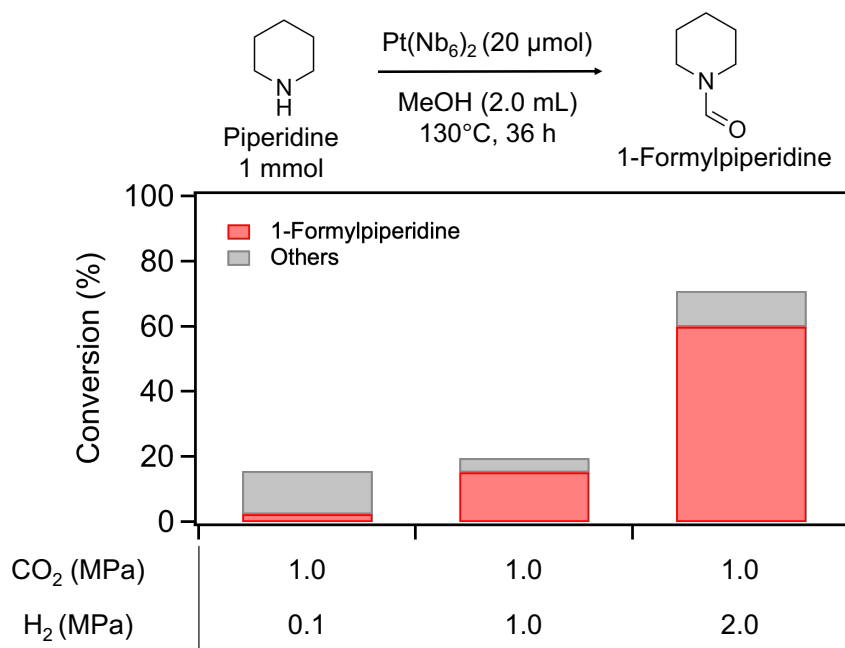 Pt(Nb₆)₂ (20 μmol)
MeOH (2.0 mL)
130°C, 36 h
N
H
N
O
Piperidine
1 mmol
1-Formylpiperidine
100
80
60
40
20
0
Conversion (%)
1-Formylpiperidine
Others
CO₂ (MPa) 1.0 1.0 1.0
H₂ (MPa) 0.1 1.0 2.0